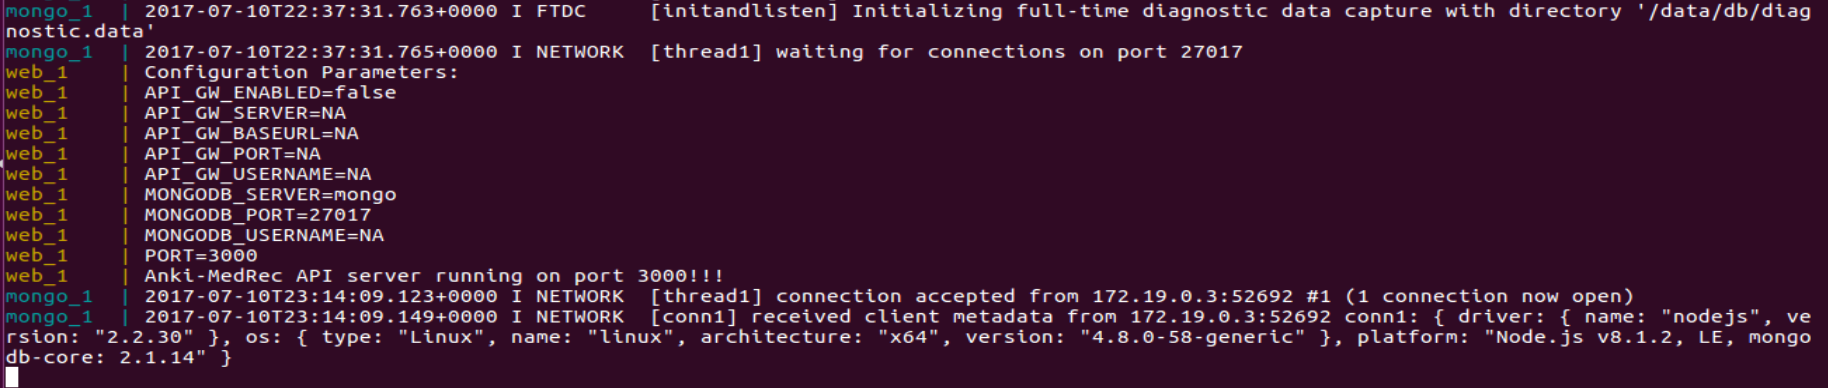 mongo_1  | 2017-07-10T22:37:31.763+0000 I FTDC     [initandlisten] Initializing full-time diagnostic data capture with directory '/data/db/diag
nostic.data'
mongo_1  | 2017-07-10T22:37:31.765+0000 I NETWORK  [thread1] waiting for connections on port 27017
web_1    | Configuration Parameters:
web_1    | API_GW_ENABLED=false
web_1    | API_GW_SERVER=NA
web_1    | API_GW_BASEURL=NA
web_1    | API_GW_PORT=NA
web_1    | API_GW_USERNAME=NA
web_1    | MONGODB_SERVER=mongo
web_1    | MONGODB_PORT=27017
web_1    | MONGODB_USERNAME=NA
web_1    | PORT=3000
web_1    | Anki-MedRec API server running on port 3000!!!
mongo_1  | 2017-07-10T23:14:09.123+0000 I NETWORK  [thread1] connection accepted from 172.19.0.3:52692 #1 (1 connection now open)
mongo_1  | 2017-07-10T23:14:09.149+0000 I NETWORK  [conn1] received client metadata from 172.19.0.3:52692 conn1: { driver: { name: "nodejs", ve
rsion: "2.2.30" }, os: { type: "Linux", name: "linux", architecture: "x64", version: "4.8.0-58-generic" }, platform: "Node.js v8.1.2, LE, mongo
db-core: 2.1.14" }